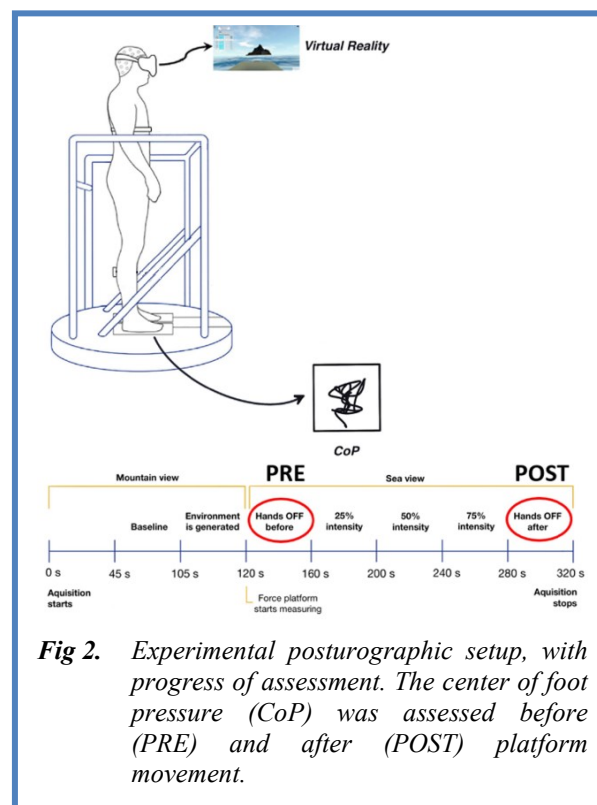 Virtual Reality
CoP
PRE
POST
Mountain view
Sea view
Baseline
Environment
is generated
Hands OFF
before
25%
intensity
50%
intensity
75%
intensity
Hands OFF
after
0 s
45 s
105 s
120 s
160 s
200 s
240 s
280 s
320 s
Aquisition
starts
Force platform
starts measuring
Aquisition
stops
Fig 2. Experimental posturographic setup, with
progress of assessment. The center of foot
pressure (CoP) was assessed before
(PRE) and after (POST) platform
movement.